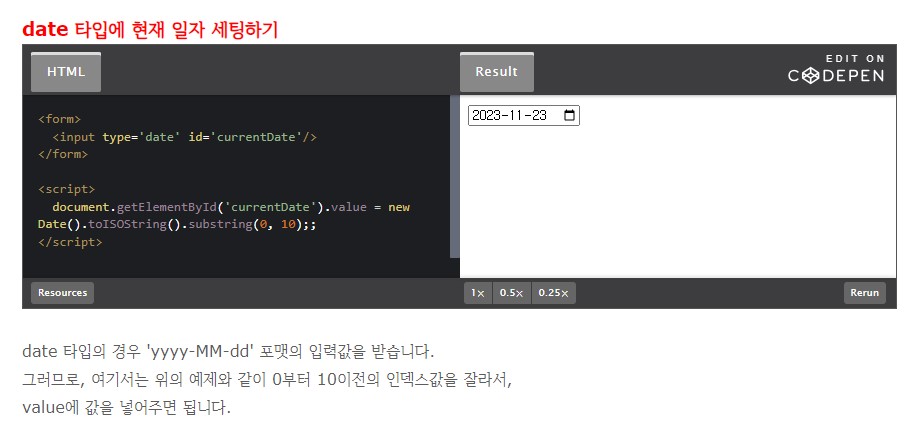 date 타입에 현재 일자 세팅하기
HTML
Result
EDIT ON
CODEPEN
<form>
<input type='date' id='currentDate'/>
</form>
<script>
document.getElementById('currentDate').value = new
Date().toISOString().substring(0, 10);;
</script>
2023-11-23
Resources
1×
0.5×
0.25×
Rerun
date 타입의 경우 'yyyy-MM-dd' 포맷의 입력값을 받습니다.
그러므로, 여기서는 위의 예제와 같이 0부터 10이전의 인덱스값을 잘라서,
value에 값을 넣어주면 됩니다.